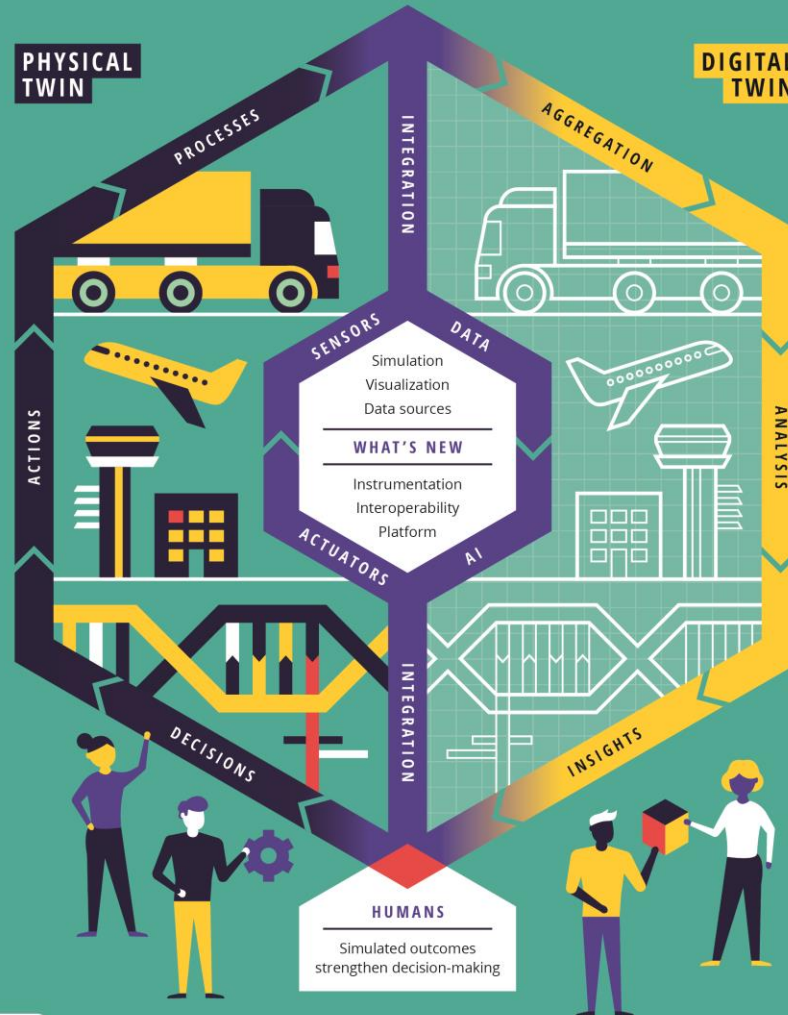 PHYSICAL
TWIN
DIGITAL
TWIN
PROCESSES
INTEGRATION
AGGREGATION
SENSORS
DATA
Simulation
Visualization
Data sources
WHAT'S NEW
Instrumentation
Interoperability
Platform
ACTIONS
ANALYSIS
ACTUATORS
AI
INTEGRATION
DECISIONS
INSIGHTS
HUMANS
Simulated outcomes
strengthen decision-making